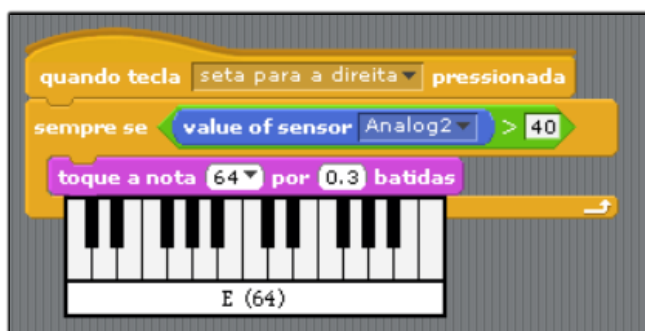 quando tecla seta para a direita pressionada
sempre se value of sensor Analog2 > 40
toque a nota 64 por 0.3 batidas
E (64)